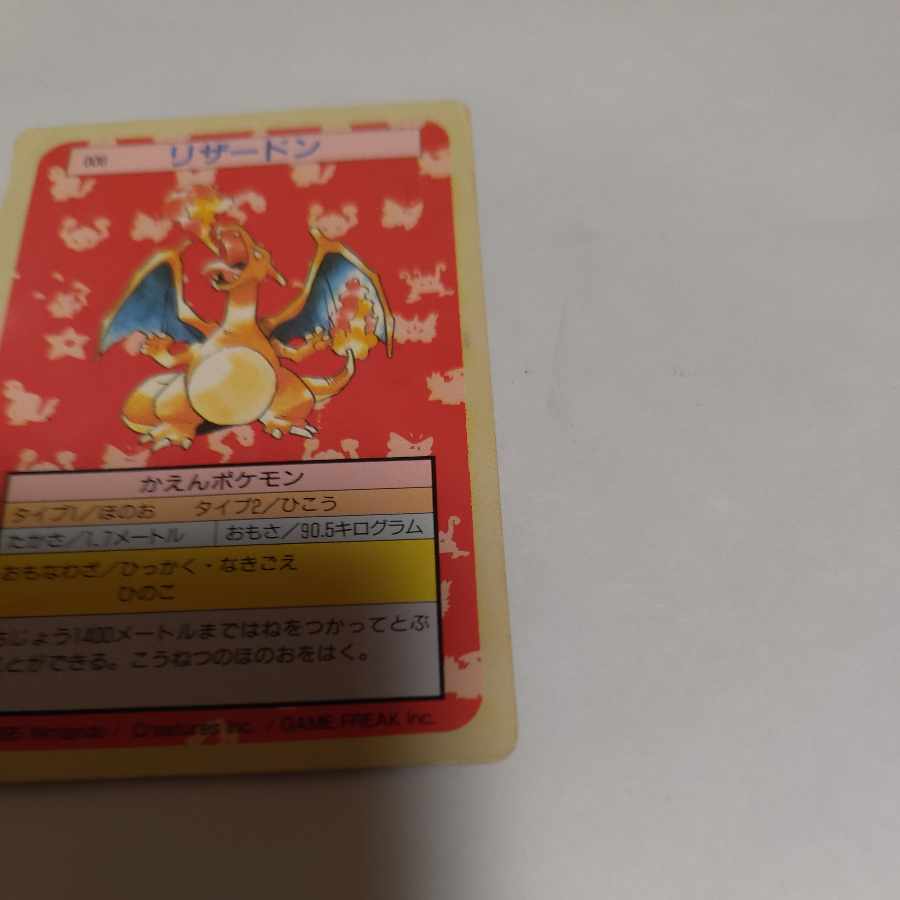 006 リザードン
かえんポケモン
タイプ1/ほのお タイプ2/ひこう
たかさ/1.7メートル おもさ/90.5キログラム
おもなわざ/ひっかく・なきごえ
ひのこ
じょう1400メートルまではねをつかってとぶ
とができる。こうねつのほのおをはく。
Nintendo / Creatures inc. / GAME FREAK inc.